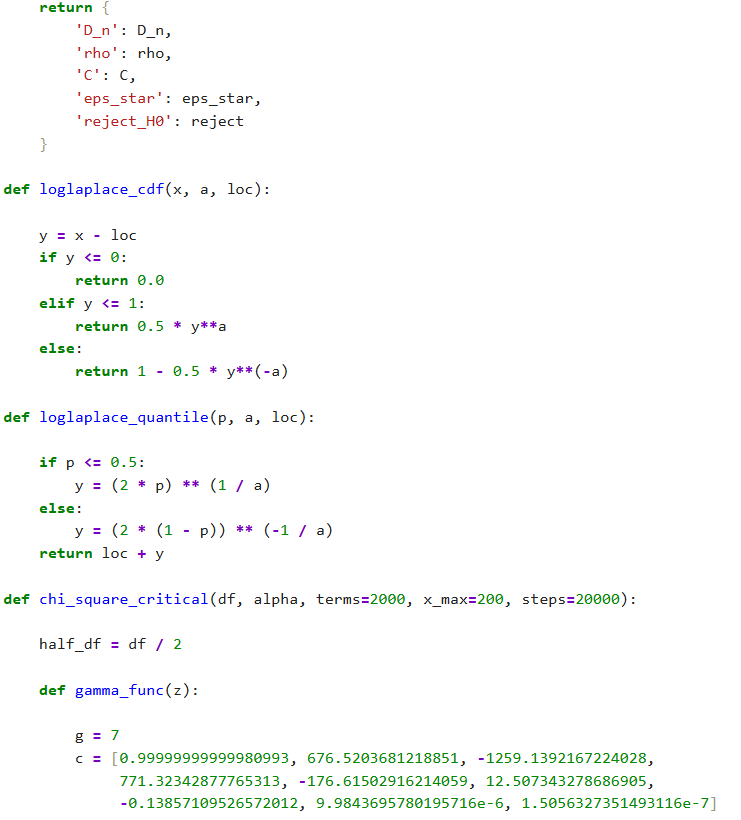 return {
        'D_n': D_n,
        'rho': rho,
        'C': C,
        'eps_star': eps_star,
        'reject_H0': reject
    }
def loglaplace_cdf(x, a, loc):
    y = x - loc
    if y <= 0:
        return 0.0
    elif y <= 1:
        return 0.5 * y**a
    else:
        return 1 - 0.5 * y**(-a)
def loglaplace_quantile(p, a, loc):
    if p <= 0.5:
        y = (2 * p) ** (1 / a)
    else:
        y = (2 * (1 - p)) ** (-1 / a)
    return loc + y
def chi_square_critical(df, alpha, terms=2000, x_max=200, steps=20000):
    half_df = df / 2
    def gamma_func(z):
        g = 7
        c = [0.99999999999980993, 676.5203681218851, -1259.1392167224028,
             771.32342877765313, -176.61502916214059, 12.507343278686905,
             -0.13857109526572012, 9.9843695780195716e-6, 1.5056327351493116e-7]